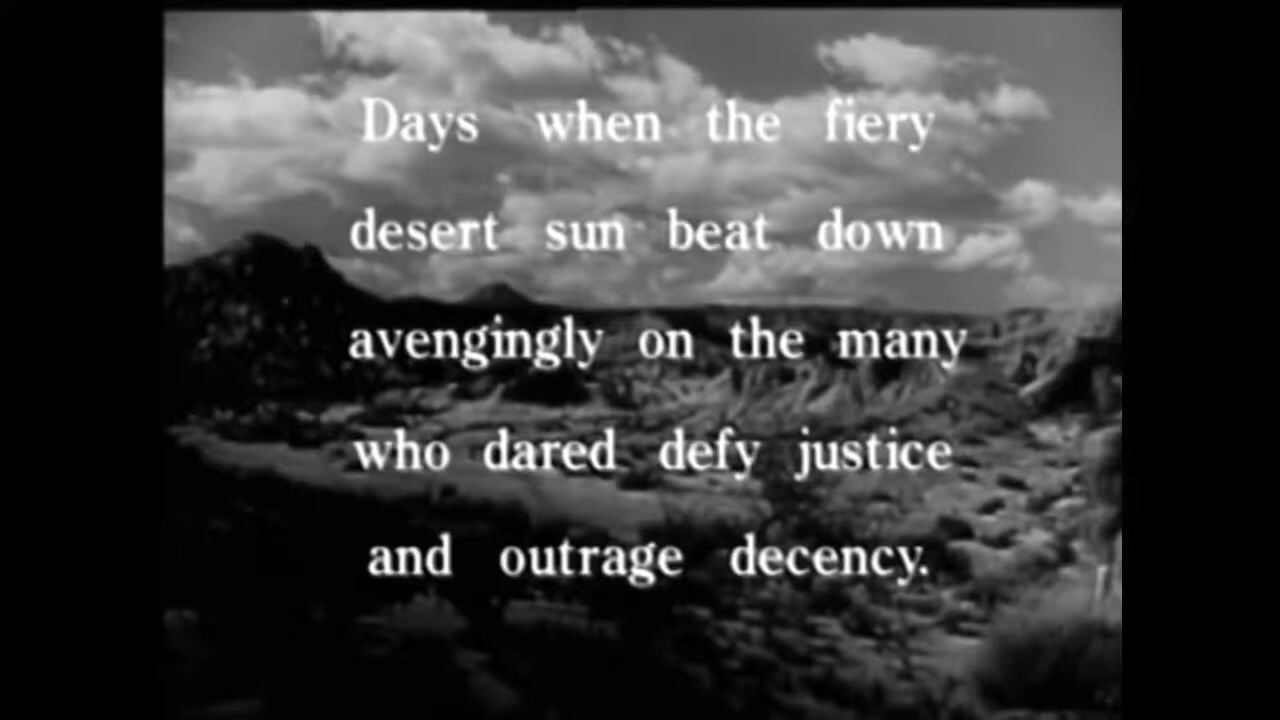 Days when the fiery
desert sun beat down
avengingly on the many
who dared defy justice
and outrage decency.